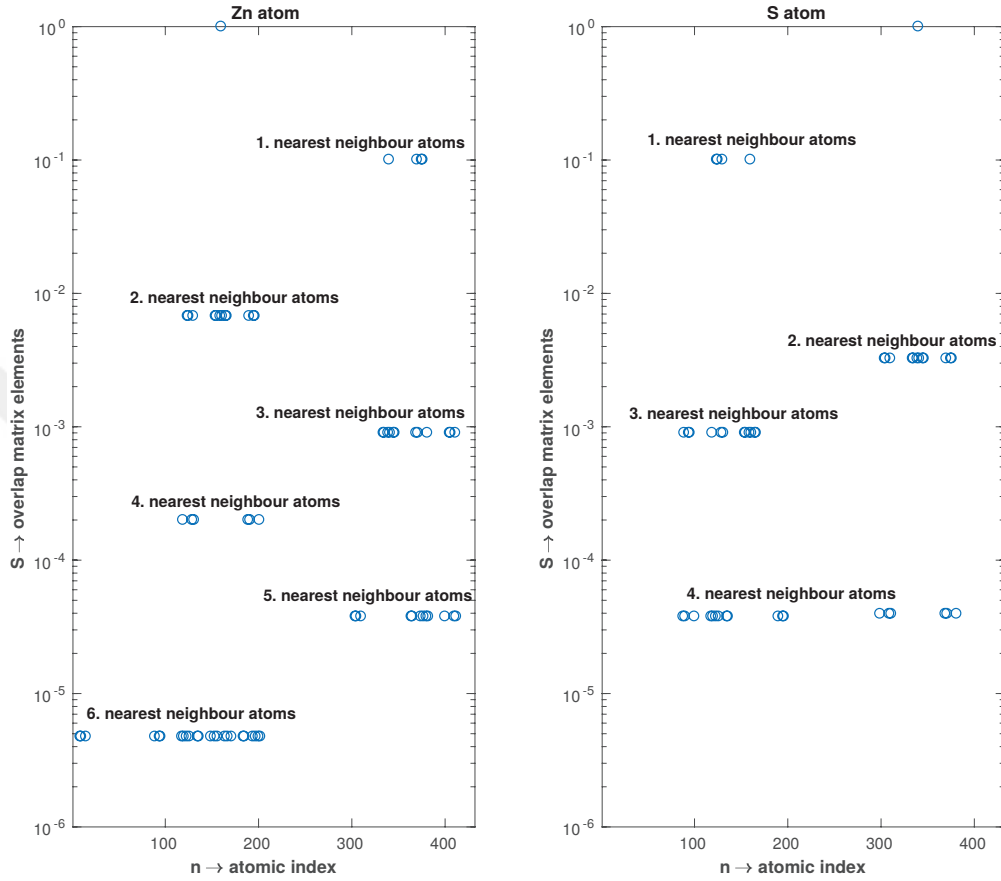 Zn atom
10^0
10^-1
10^-2
10^-3
10^-4
10^-5
10^-6
S → overlap matrix elements
1. nearest neighbour atoms
2. nearest neighbour atoms
3. nearest neighbour atoms
4. nearest neighbour atoms
5. nearest neighbour atoms
6. nearest neighbour atoms
100 200 300 400
n → atomic index
S atom
10^0
10^-1
10^-2
10^-3
10^-4
10^-5
10^-6
S → overlap matrix elements
1. nearest neighbour atoms
2. nearest neighbour atoms
3. nearest neighbour atoms
4. nearest neighbour atoms
100 200 300 400
n → atomic index